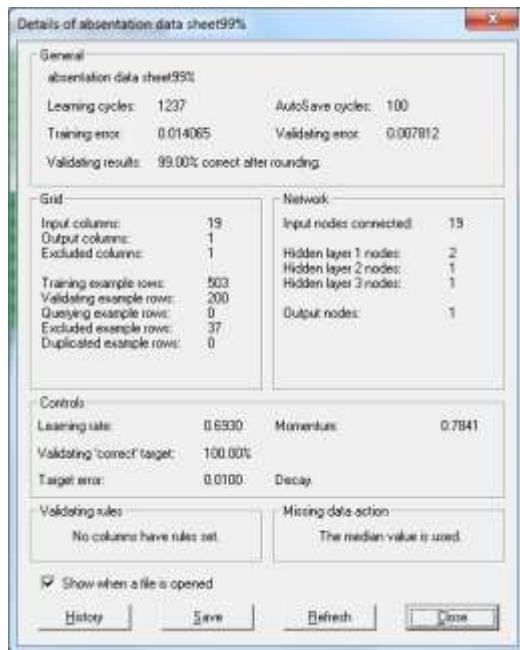 Details of absentation data sheet99%
General
absentation data sheet99%
Learning cycles: 1237 AutoSave cycles: 100
Training error: 0.014065 Validating error: 0.007812
Validating results: 99.00% correct after rounding.
Grid
Input columns: 19
Output columns: 1
Excluded columns: 1
Training example rows: 503
Validating example rows: 200
Querying example rows: 0
Excluded example rows: 37
Duplicated example rows: 0
Network
Input nodes connected: 19
Hidden layer 1 nodes: 2
Hidden layer 2 nodes: 1
Hidden layer 3 nodes: 1
Output nodes: 1
Controls
Learning rate: 0.6930 Momentum: 0.7841
Validating 'correct' target: 100.00%
Target error: 0.0100 Decay
Validating rules
No columns have rules set.
Missing data action
The median value is used.
Show when a file is opened
History Save Refresh Close